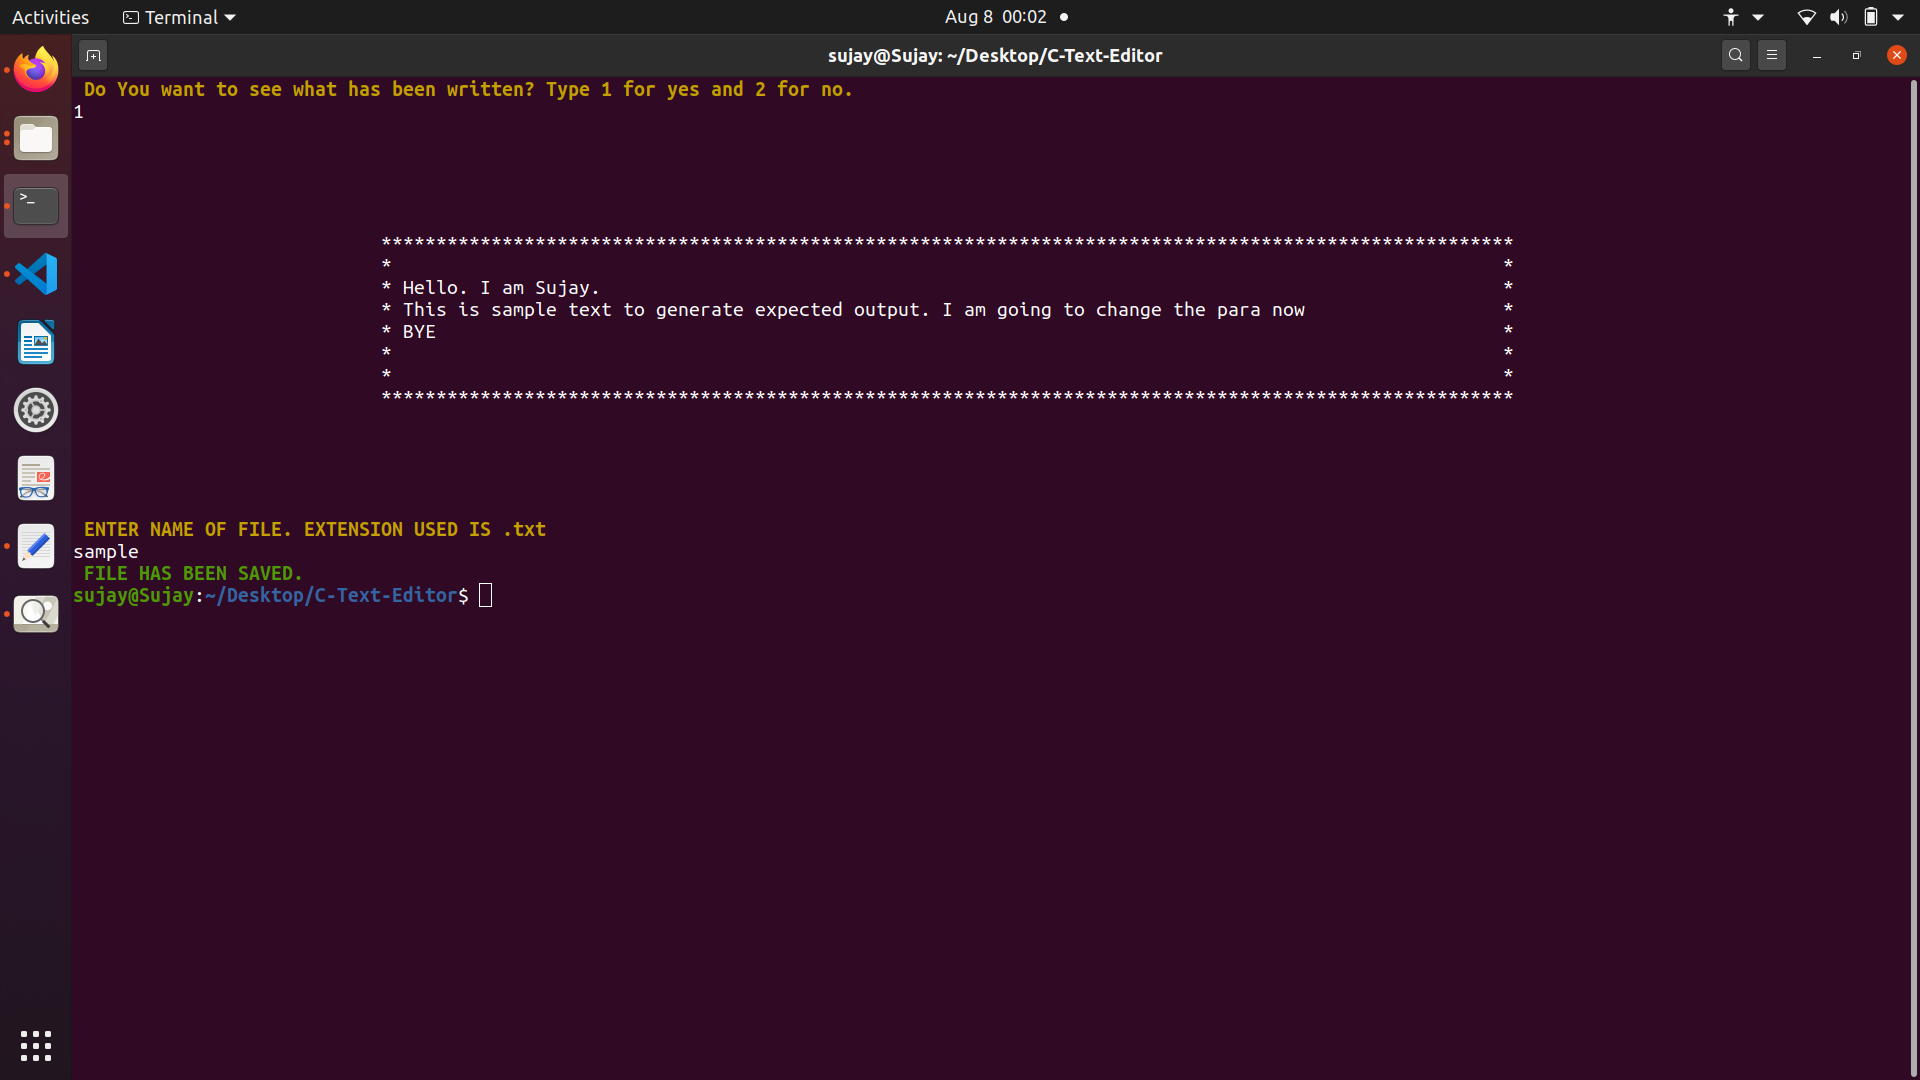 Activities Terminal Aug 8 00:02
sujay@Sujay: ~/Desktop/C-Text-Editor
Do You want to see what has been written? Type 1 for yes and 2 for no.
1
*******************************************************************************************************
* *
* Hello. I am Sujay. *
* This is sample text to generate expected output. I am going to change the para now *
* BYE *
* *
* *
*******************************************************************************************************
ENTER NAME OF FILE. EXTENSION USED IS .txt
sample
FILE HAS BEEN SAVED.
sujay@Sujay:~/Desktop/C-Text-Editor$